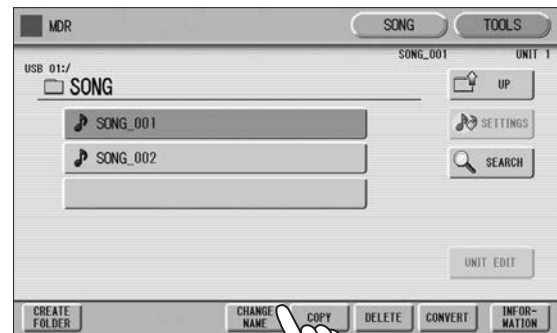 MDR SONG TOOLS
SONG_001 UNIT 1
USB 01:/
SONG UP
SONG_001 SETTINGS
SONG_002 SEARCH
UNIT EDIT
CREATE FOLDER CHANGE NAME COPY DELETE CONVERT INFOR-MATION